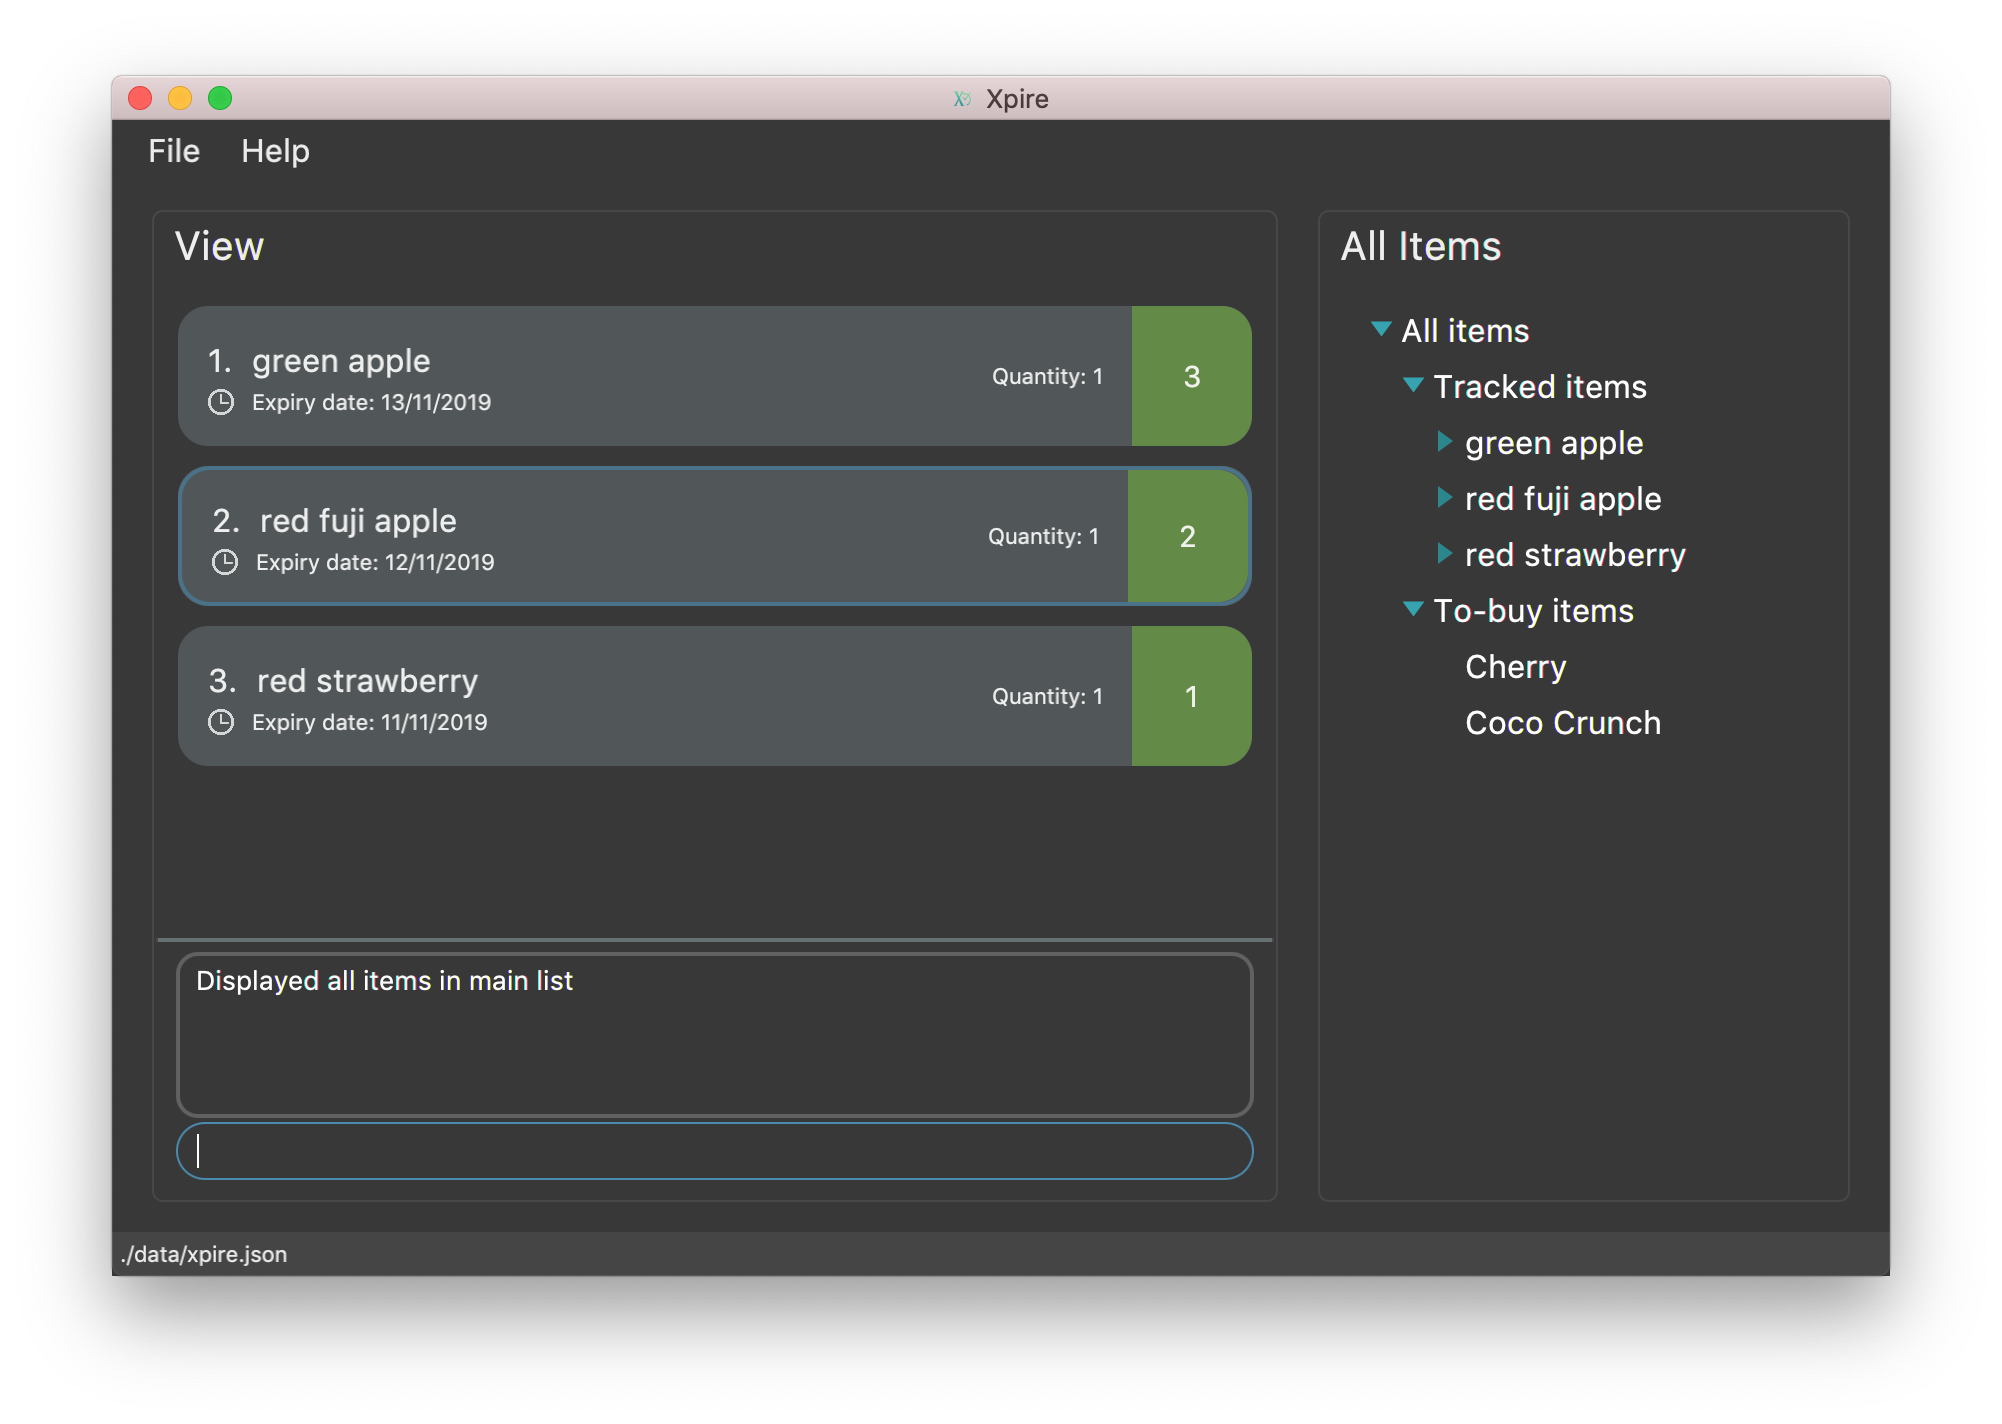 Xpire
File Help
View
1. green apple
Expiry date: 13/11/2019
Quantity: 1
3
2. red fuji apple
Expiry date: 12/11/2019
Quantity: 1
2
3. red strawberry
Expiry date: 11/11/2019
Quantity: 1
1
Displayed all items in main list
All Items
All items
Tracked items
green apple
red fuji apple
red strawberry
To-buy items
Cherry
Coco Crunch
./data/xpire.json